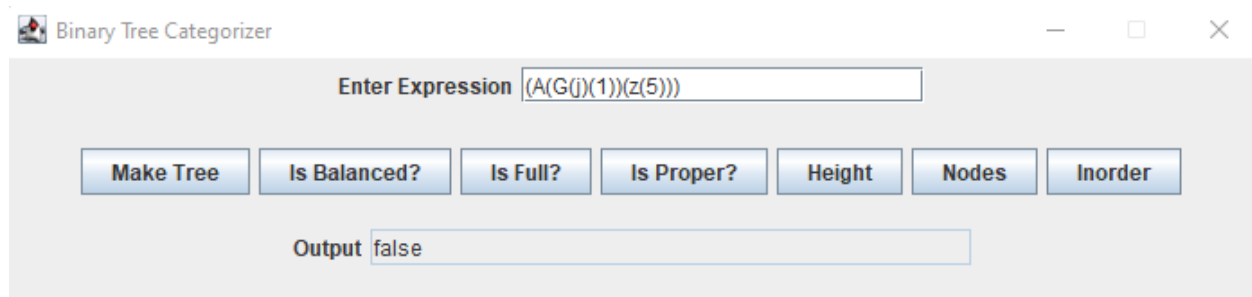 Binary Tree Categorizer
Enter Expression (A(G(j)(1))(z(5)))
Make Tree Is Balanced? Is Full? Is Proper? Height Nodes Inorder
Output false